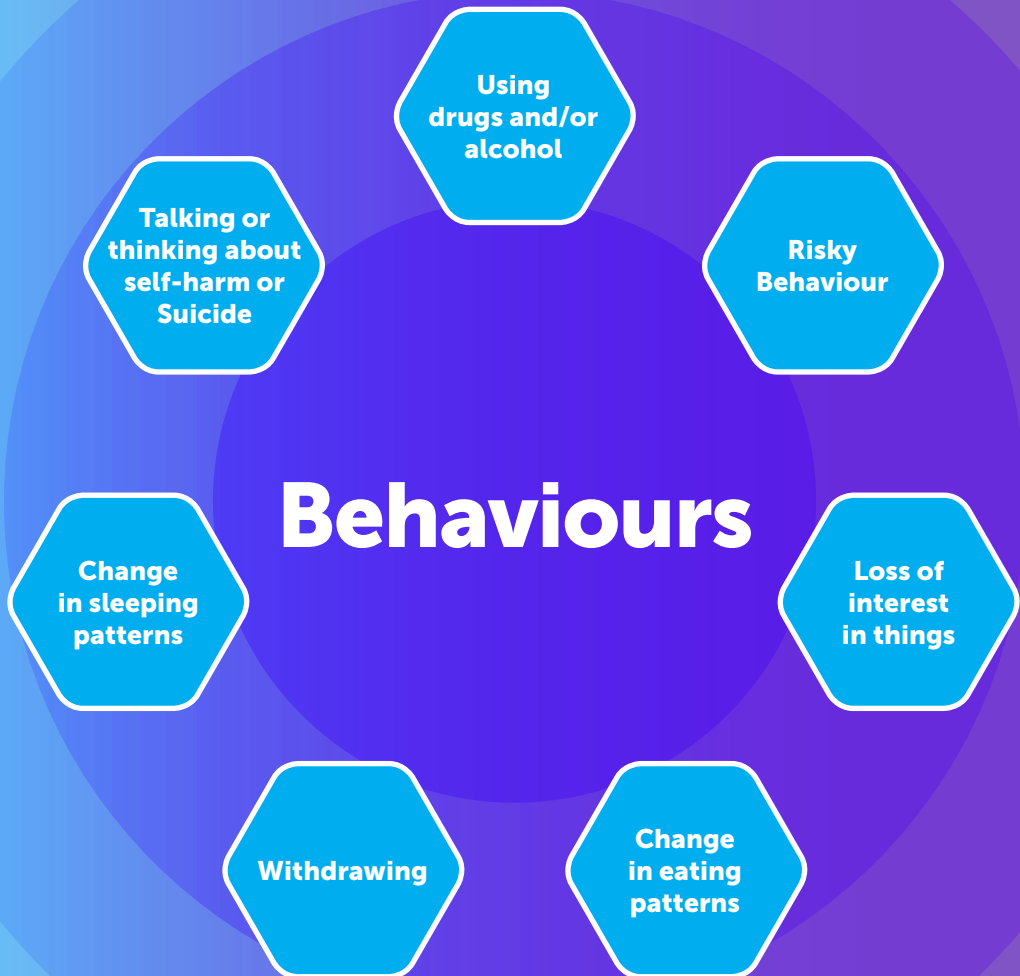 Using
drugs and/or
alcohol
Talking or
thinking about
self-harm or
Suicide
Risky
Behaviour
Behaviours
Change
in sleeping
patterns
Loss of
interest
in things
Withdrawing
Change
in eating
patterns